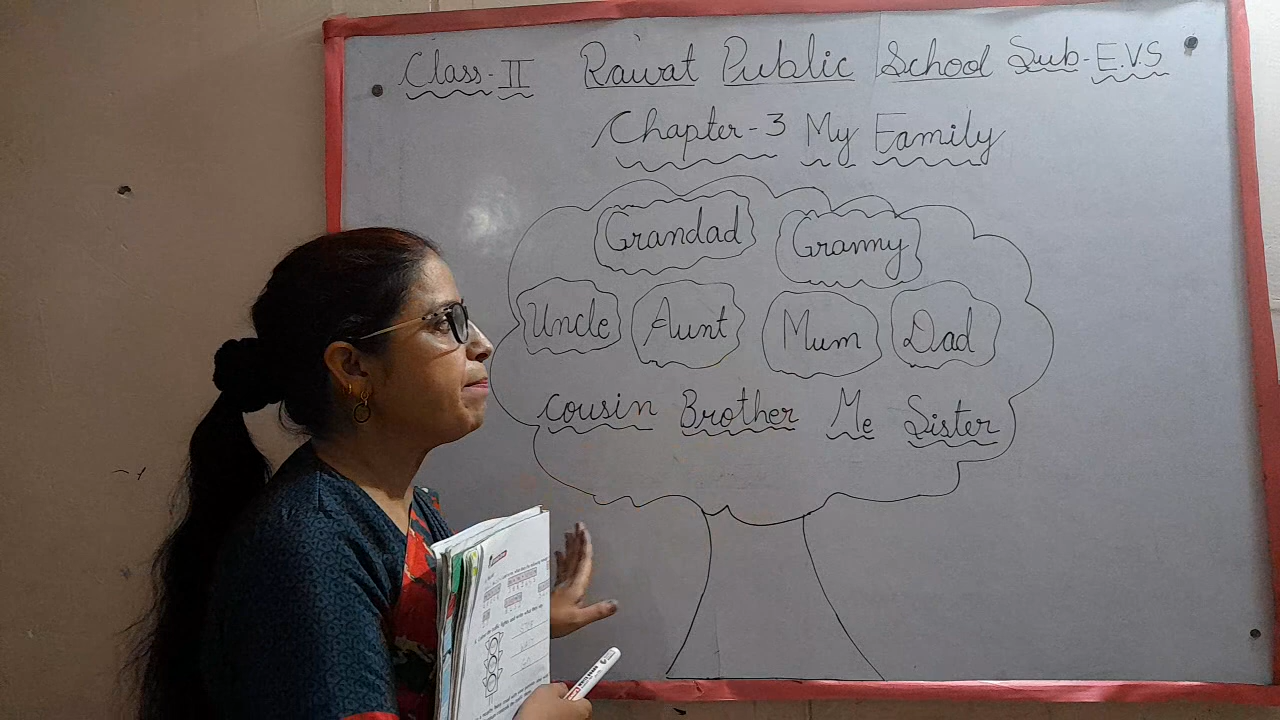 Class-II Rawat Public School Sub-E.V.S
Chapter-3 My Family
Grandad Granny
Uncle Aunt Mum Dad
cousin Brother Me Sister